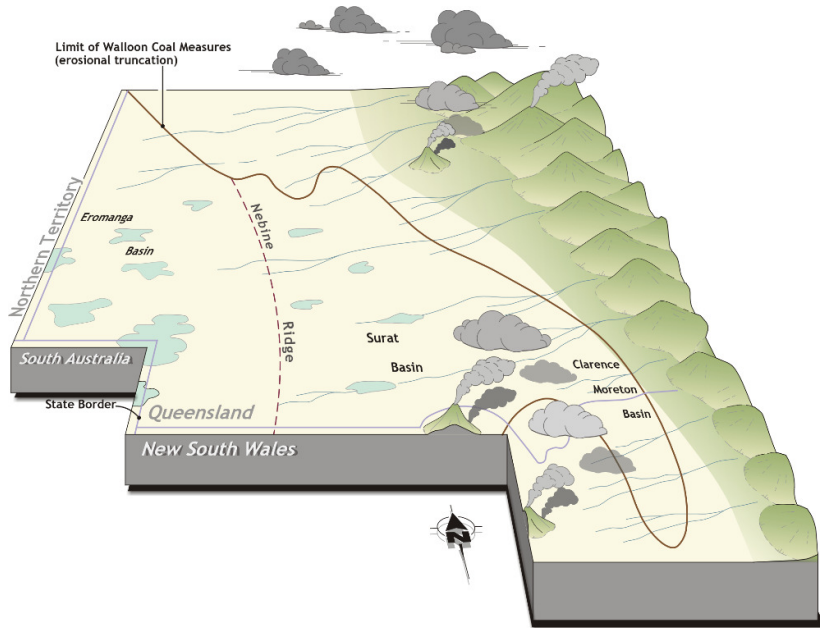 Limit of Walloon Coal Measures
(erosional truncation)
Northern Territory
Eromanga
Basin
Nebine
Ridge
Surat
Basin
Clarence
Moreton
Basin
South Australia
State Border
Queensland
New South Wales
N